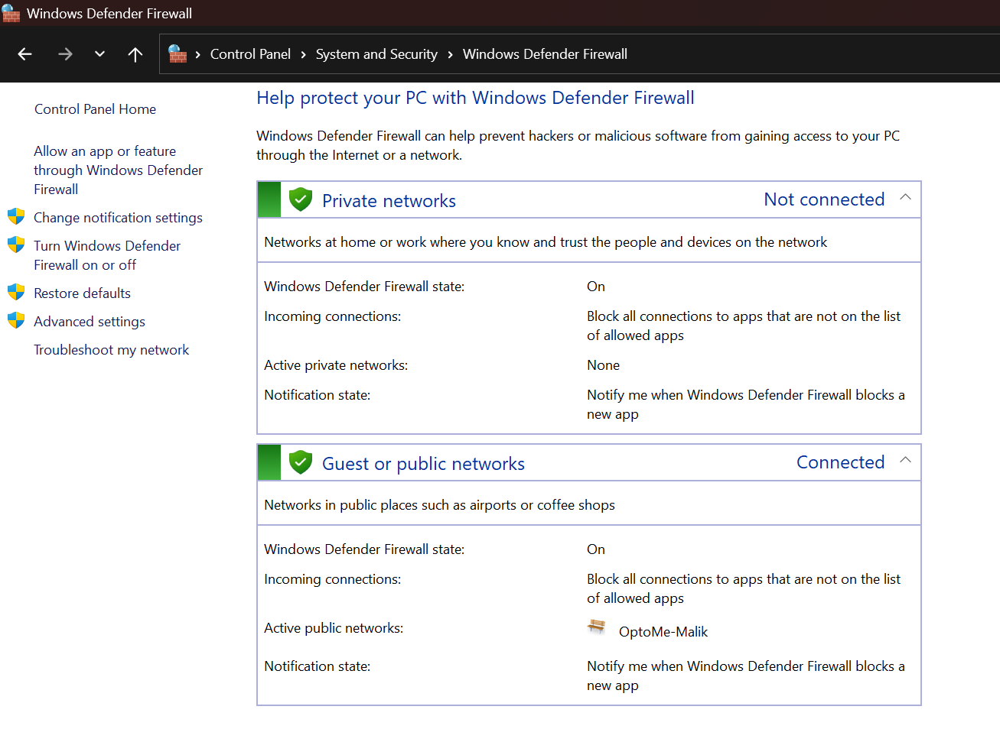 Windows Defender Firewall
Control Panel > System and Security > Windows Defender Firewall
Control Panel Home
Allow an app or feature
through Windows Defender
Firewall
Change notification settings
Turn Windows Defender
Firewall on or off
Restore defaults
Advanced settings
Troubleshoot my network
Help protect your PC with Windows Defender Firewall
Windows Defender Firewall can help prevent hackers or malicious software from gaining access to your PC
through the Internet or a network.
Private networks Not connected
Networks at home or work where you know and trust the people and devices on the network
Windows Defender Firewall state: On
Incoming connections: Block all connections to apps that are not on the list
of allowed apps
Active private networks: None
Notification state: Notify me when Windows Defender Firewall blocks a
new app
Guest or public networks Connected
Networks in public places such as airports or coffee shops
Windows Defender Firewall state: On
Incoming connections: Block all connections to apps that are not on the list
of allowed apps
Active public networks: OptoMe-Malik
Notification state: Notify me when Windows Defender Firewall blocks a
new app